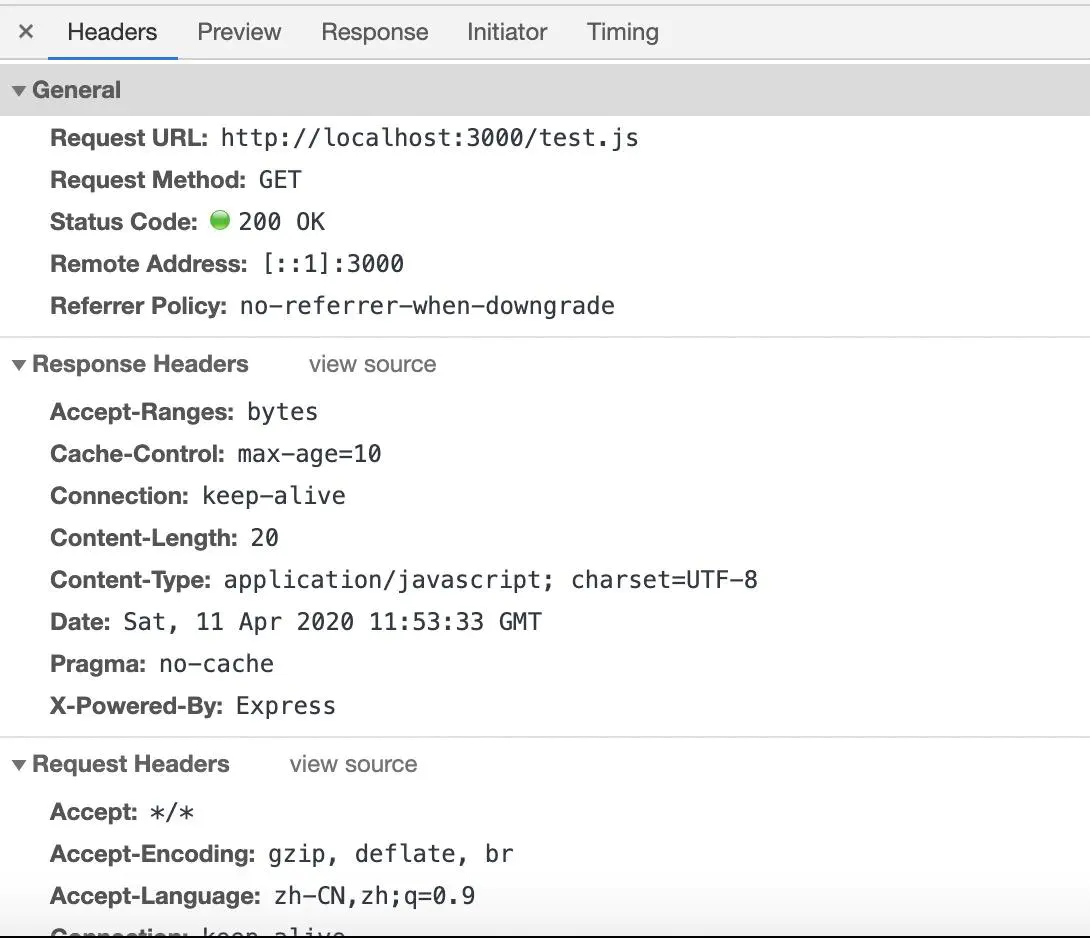 × Headers Preview Response Initiator Timing
▼ General
Request URL: http://localhost:3000/test.js
Request Method: GET
Status Code: 200 OK
Remote Address: [::1]:3000
Referrer Policy: no-referrer-when-downgrade
▼ Response Headers view source
Accept-Ranges: bytes
Cache-Control: max-age=10
Connection: keep-alive
Content-Length: 20
Content-Type: application/javascript; charset=UTF-8
Date: Sat, 11 Apr 2020 11:53:33 GMT
Pragma: no-cache
X-Powered-By: Express
▼ Request Headers view source
Accept: */*
Accept-Encoding: gzip, deflate, br
Accept-Language: zh-CN,zh;q=0.9
Connection: keep-alive